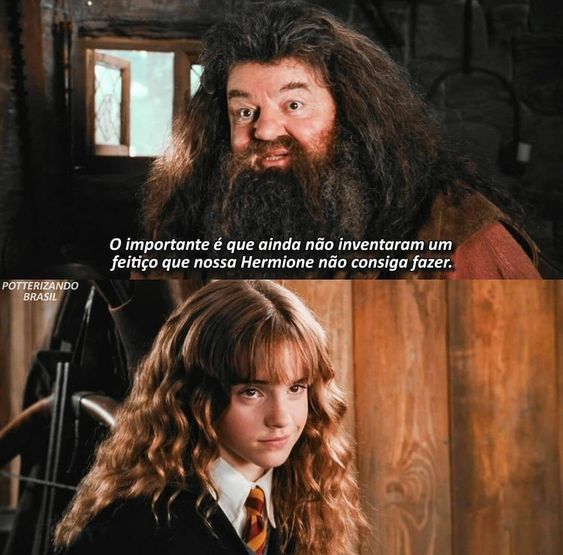 O importante é que ainda não inventaram um
feitiço que nossa Hermione não consiga fazer.
POTTERIZANDO
BRASIL